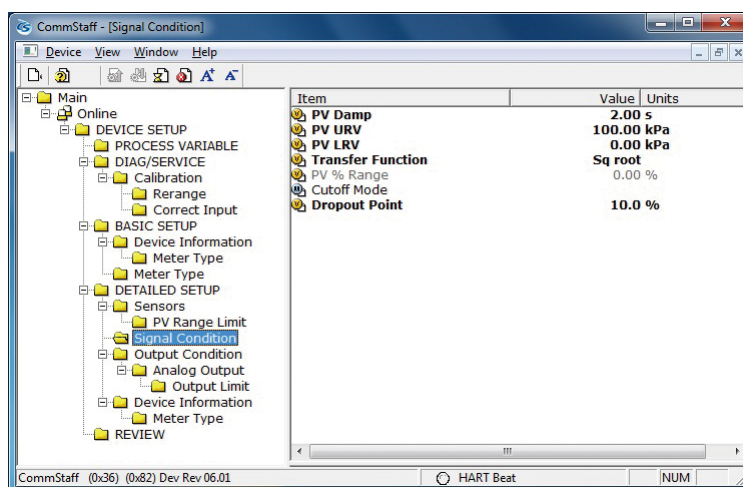 CommStaff - [Signal Condition]
Device View Window Help
Main
Online
DEVICE SETUP
PROCESS VARIABLE
DIAG/SERVICE
Calibration
Rerange
Correct Input
BASIC SETUP
Device Information
Meter Type
Meter Type
DETAILED SETUP
Sensors
PV Range Limit
Signal Condition
Output Condition
Analog Output
Output Limit
Device Information
Meter Type
REVIEW
Item Value Units
PV Damp 2.00 s
PV URV 100.00 kPa
PV LRV 0.00 kPa
Transfer Function Sq root
PV % Range 0.00 %
Cutoff Mode
Dropout Point 10.0 %
CommStaff (0x36) (0x82) Dev Rev 06.01 HART Beat NUM